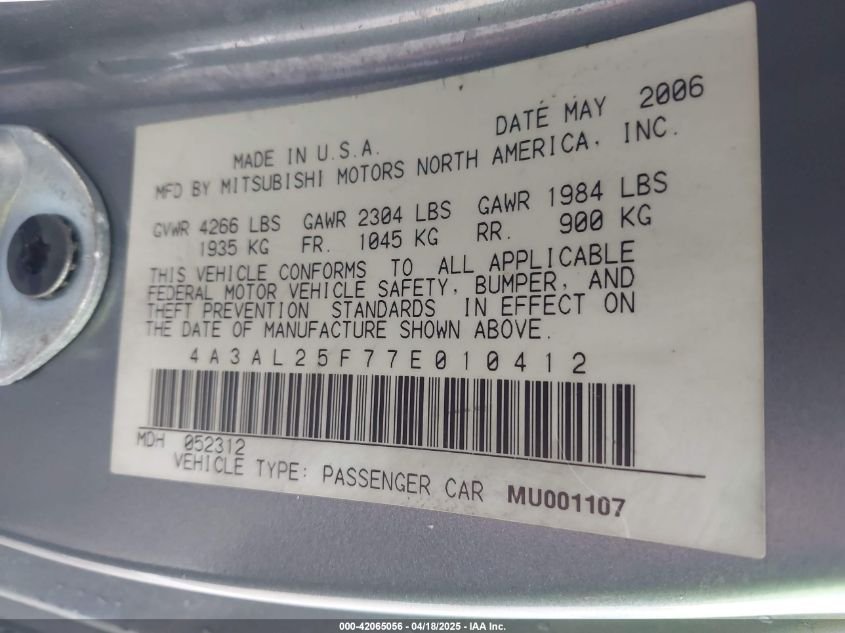 DATE MAY 2006
MADE IN U.S.A.
MFD BY MITSUBISHI MOTORS NORTH AMERICA, INC.
GVWR 4266 LBS GAWR 2304 LBS GAWR 1984 LBS
1935 KG FR. 1045 KG RR. 900 KG
THIS VEHICLE CONFORMS TO ALL APPLICABLE
FEDERAL MOTOR VEHICLE SAFETY, BUMPER, AND
THEFT PREVENTION STANDARDS IN EFFECT ON
THE DATE OF MANUFACTURE SHOWN ABOVE.
4A3AL25F77E010412
MDH 052312
VEHICLE TYPE: PASSENGER CAR MU001107
000-42065056 - 04/18/2025 - IAA Inc.